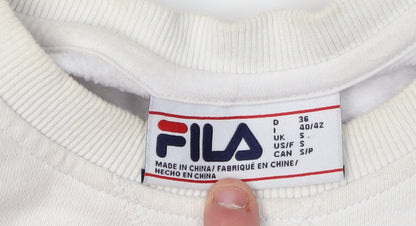 FILA
D 36
I 40/42
UK S
US/F S
CAN S/P
MADE IN CHINA/ FABRIQUÉ EN CHINE/
HECHO EN CHINA